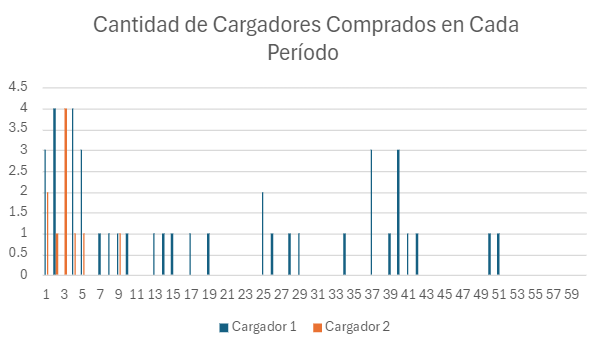 Cantidad de Cargadores Comprados en Cada
Período
4.5
4
3.5
3
2.5
2
1.5
1
0.5
0
1 3 5 7 9 11 13 15 17 19 21 23 25 27 29 31 33 35 37 39 41 43 45 47 49 51 53 55 57 59
Cargador 1 Cargador 2